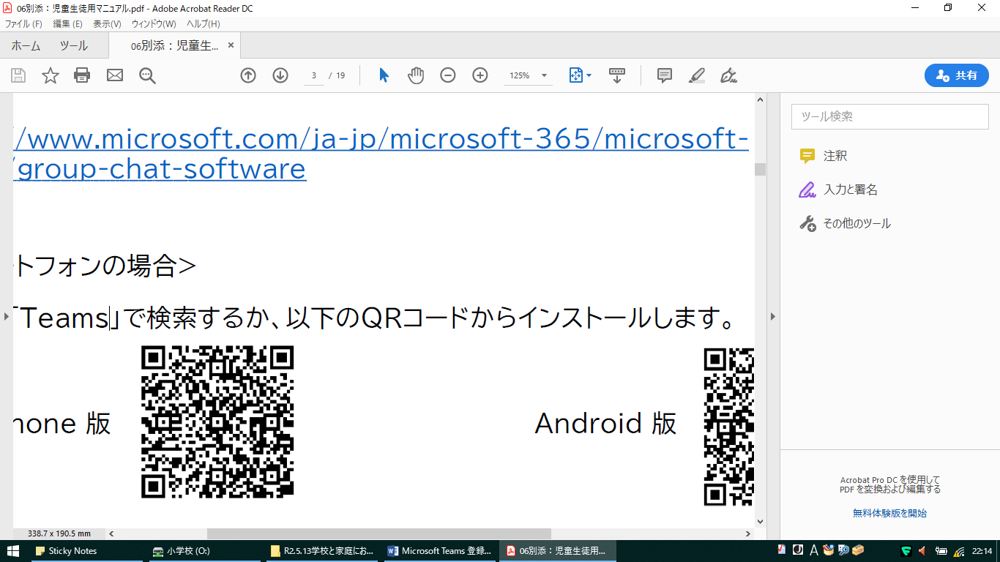 06別添：児童生徒用マニュアル.pdf - Adobe Acrobat Reader DC
ファイル (F) 編集 (E) 表示(V) ウィンドウ(W) ヘルプ(H)
ホーム ツール 06別添：児童生... ×
3 / 19 125% 共有
//www.microsoft.com/ja-jp/microsoft-365/microsoft-
/group-chat-software
トフォンの場合>
「Teams」で検索するか、以下のQRコードからインストールします。
hone 版
Android 版
ツール検索
注釈
入力と署名
その他のツール
Acrobat Pro DC を使用して
PDF を変換および編集する
無料体験版を開始
338.7 x 190.5 mm
Sticky Notes 小学校 (O:) R2.5.13学校と家庭にお... Microsoft Teams 登録... 06別添：児童生徒用... A 22:14